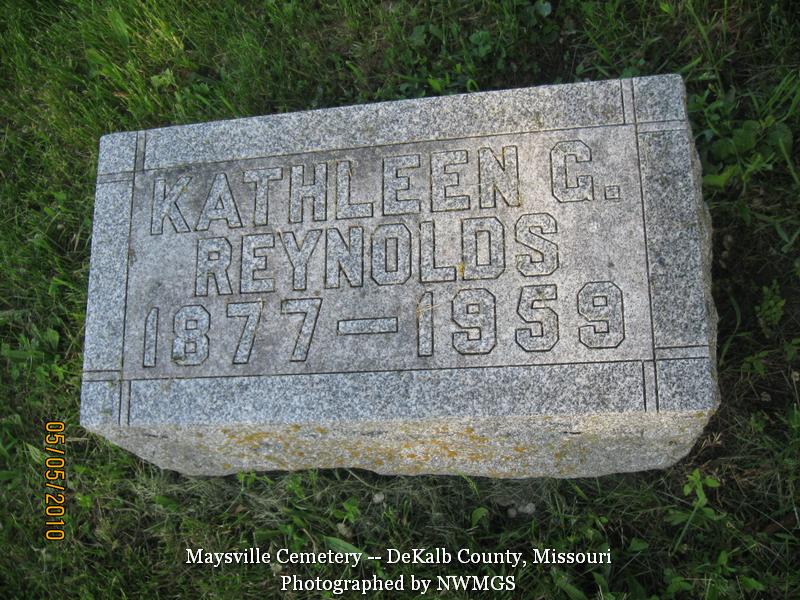 KATHLEEN G.
REYNOLDS
1877—1959
05/05/2010
Maysville Cemetery -- DeKalb County, Missouri
Photographed by NWMGS